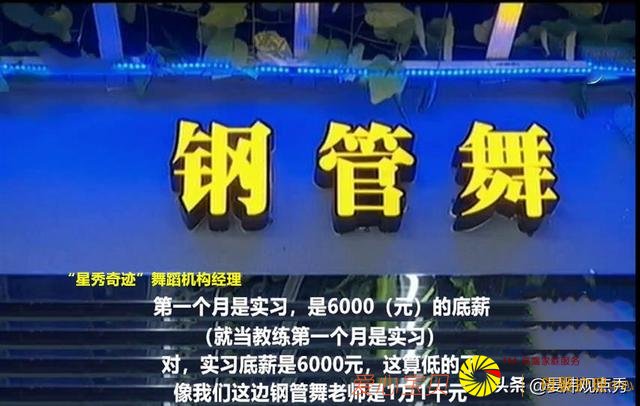 钢管舞
“星秀奇迹”舞蹈机构经理
第一个月是实习，是6000（元）的底薪
（就当教练第一个月是实习）
对，实习底薪是6000元，这算低的
像我们这边钢管舞老师是1万1千元
头条 @晏炜观点秀